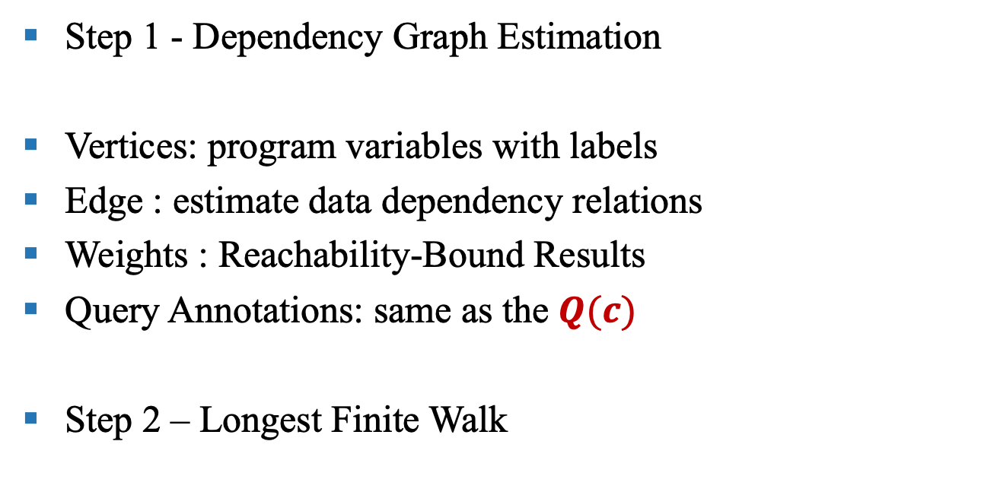 ▪ Step 1 - Dependency Graph Estimation
▪ Vertices: program variables with labels
▪ Edge : estimate data dependency relations
▪ Weights : Reachability-Bound Results
▪ Query Annotations: same as the Q(c)
▪ Step 2 – Longest Finite Walk